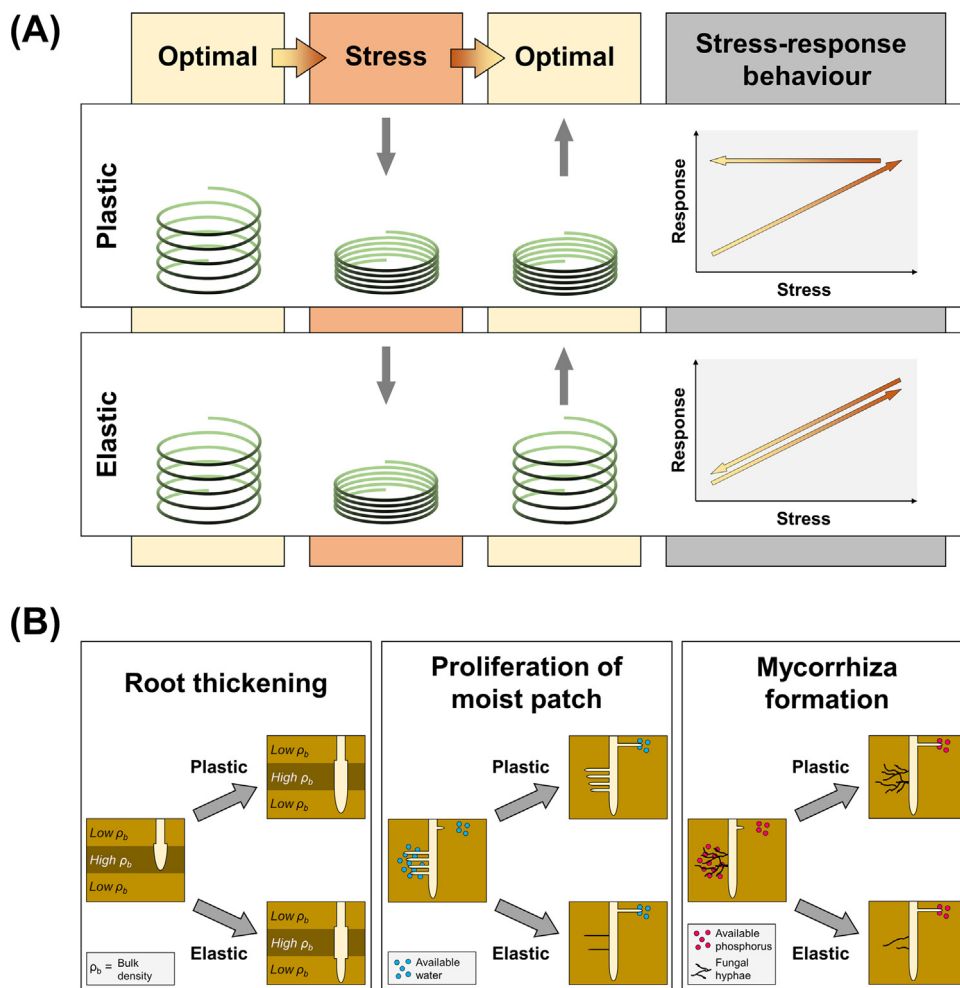 (A)
Optimal
Stress
Optimal
Stress-response
behaviour
Plastic
Response
Stress
Elastic
Response
Stress
(B)
Root thickening
Plastic
Low ρb
High ρb
Low ρb
Low ρb
High ρb
Low ρb
Elastic
Low ρb
High ρb
Low ρb
ρb = Bulk
density
Proliferation of
moist patch
Plastic
Elastic
Available
water
Mycorrhiza
formation
Plastic
Elastic
Available
phosphorus
Fungal
hyphae